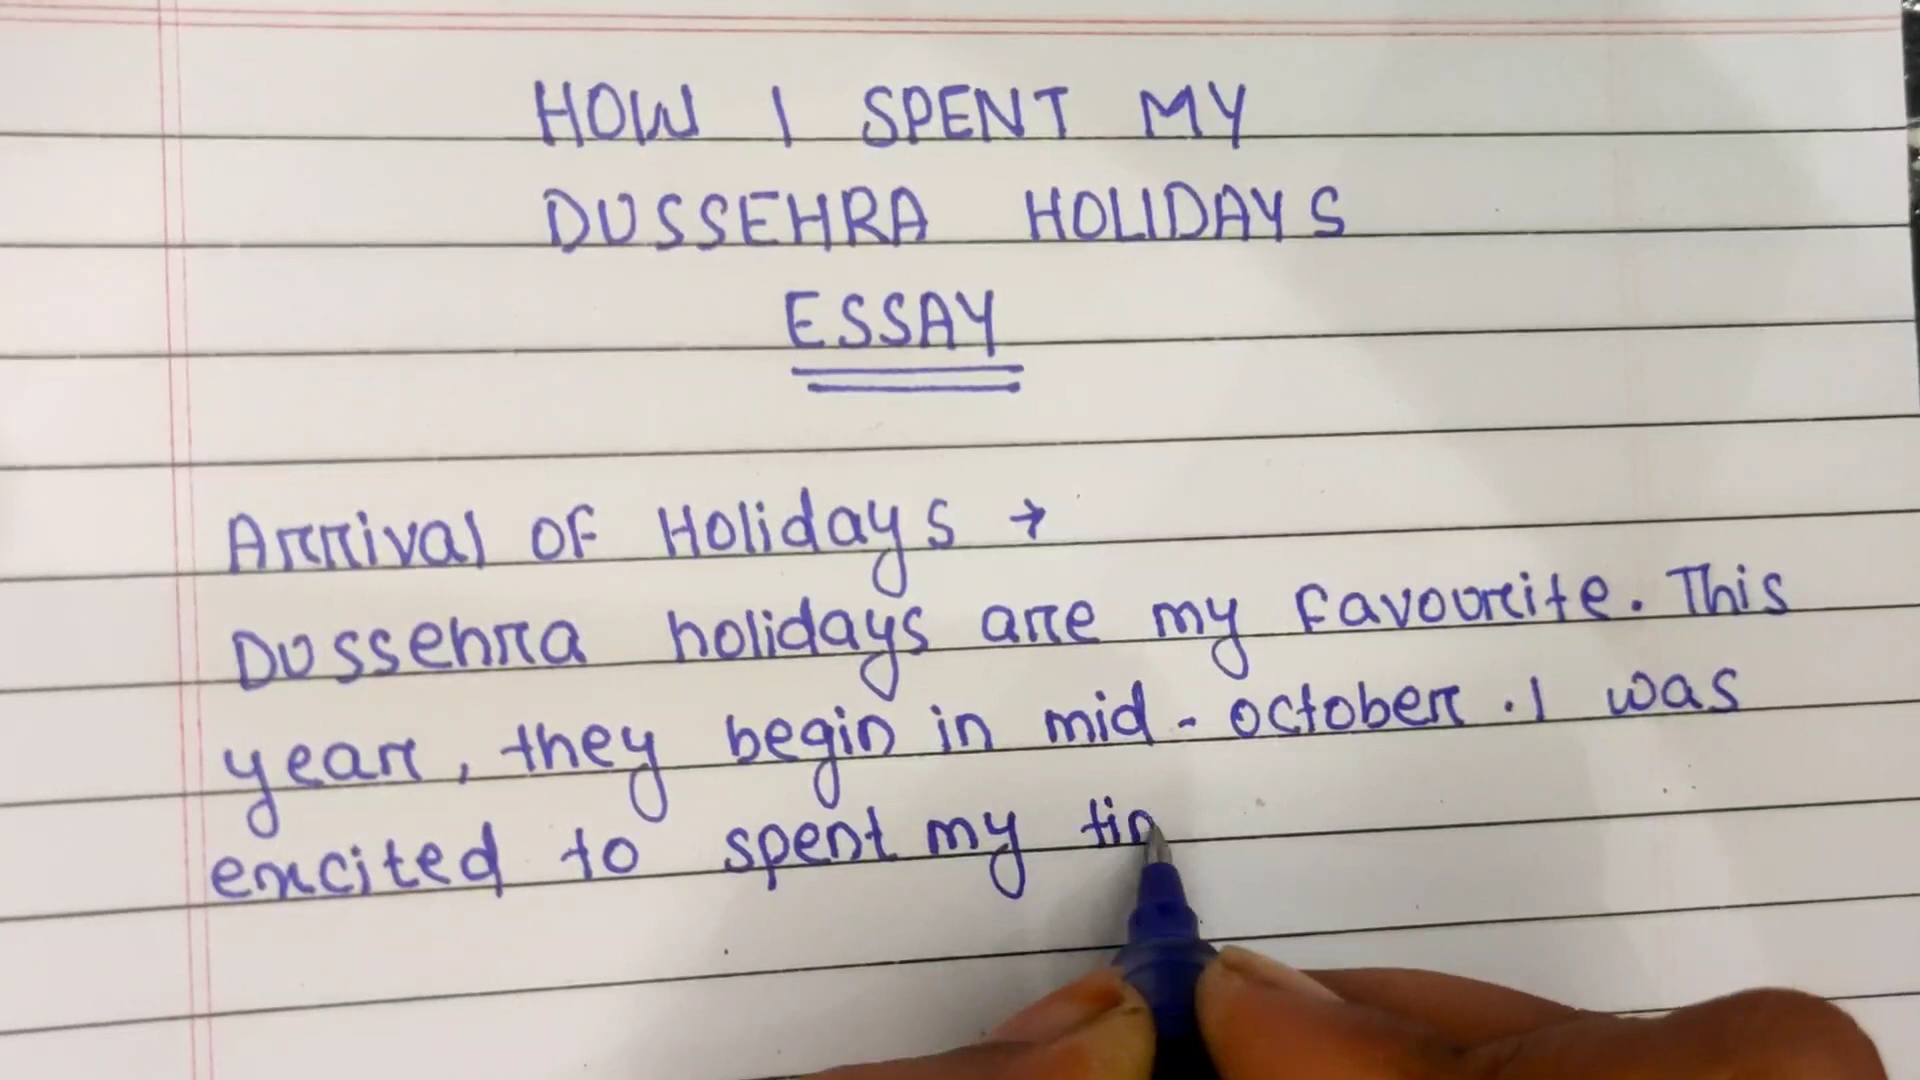 HOW I SPENT MY
DUSSEHRA HOLIDAYS
ESSAY
Arrival of Holidays →
Dussehra holidays are my favourite. This
year, they begin in mid - october. I was
excited to spent my